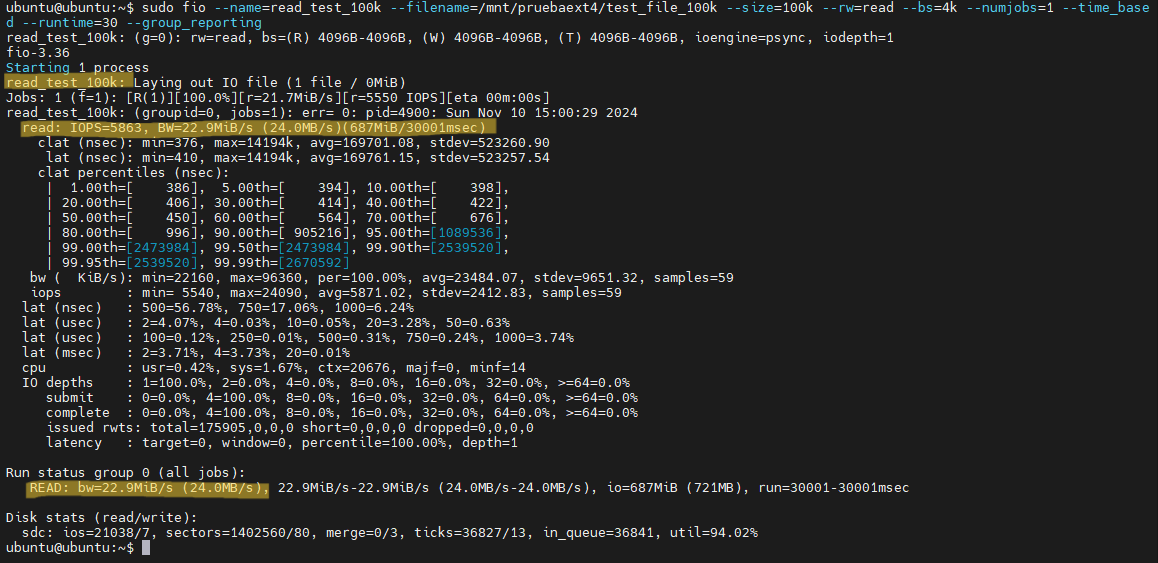 ubuntu@ubuntu:~$ sudo fio --name=read_test_100k --filename=/mnt/pruebaext4/test_file_100k --size=100k --rw=read --bs=4k --numjobs=1 --time_base
d --runtime=30 --group_reporting
read_test_100k: (g=0): rw=read, bs=(R) 4096B-4096B, (W) 4096B-4096B, (T) 4096B-4096B, ioengine=psync, iodepth=1
fio-3.36
Starting 1 process
read_test_100k: Laying out IO file (1 file / 0MiB)
Jobs: 1 (f=1): [R(1)][100.0%][r=21.7MiB/s][r=5550 IOPS][eta 00m:00s]
read_test_100k: (groupid=0, jobs=1): err= 0: pid=4900: Sun Nov 10 15:00:29 2024
  read: IOPS=5863, BW=22.9MiB/s (24.0MB/s)(687MiB/30001msec)
    clat (nsec): min=376, max=14194k, avg=169701.08, stdev=523260.90
     lat (nsec): min=410, max=14194k, avg=169761.15, stdev=523257.54
    clat percentiles (nsec):
     |  1.00th=[    386],  5.00th=[    394], 10.00th=[    398],
     | 20.00th=[    406], 30.00th=[    414], 40.00th=[    422],
     | 50.00th=[    450], 60.00th=[    564], 70.00th=[    676],
     | 80.00th=[    996], 90.00th=[ 905216], 95.00th=[1089536],
     | 99.00th=[2473984], 99.50th=[2473984], 99.90th=[2539520],
     | 99.95th=[2539520], 99.99th=[2670592]
   bw (  KiB/s): min=22160, max=96360, per=100.00%, avg=23484.07, stdev=9651.32, samples=59
   iops        : min= 5540, max=24090, avg=5871.02, stdev=2412.83, samples=59
  lat (nsec)   : 500=56.78%, 750=17.06%, 1000=6.24%
  lat (usec)   : 2=4.07%, 4=0.03%, 10=0.05%, 20=3.28%, 50=0.63%
  lat (usec)   : 100=0.12%, 250=0.01%, 500=0.31%, 750=0.24%, 1000=3.74%
  lat (msec)   : 2=3.71%, 4=3.73%, 20=0.01%
  cpu          : usr=0.42%, sys=1.67%, ctx=20676, majf=0, minf=14
  IO depths    : 1=100.0%, 2=0.0%, 4=0.0%, 8=0.0%, 16=0.0%, 32=0.0%, >=64=0.0%
     submit    : 0=0.0%, 4=100.0%, 8=0.0%, 16=0.0%, 32=0.0%, 64=0.0%, >=64=0.0%
     complete  : 0=0.0%, 4=100.0%, 8=0.0%, 16=0.0%, 32=0.0%, 64=0.0%, >=64=0.0%
     issued rwts: total=175905,0,0,0 short=0,0,0,0 dropped=0,0,0,0
     latency   : target=0, window=0, percentile=100.00%, depth=1
Run status group 0 (all jobs):
   READ: bw=22.9MiB/s (24.0MB/s), 22.9MiB/s-22.9MiB/s (24.0MB/s-24.0MB/s), io=687MiB (721MB), run=30001-30001msec
Disk stats (read/write):
  sdc: ios=21038/7, sectors=1402560/80, merge=0/3, ticks=36827/13, in_queue=36841, util=94.02%
ubuntu@ubuntu:~$